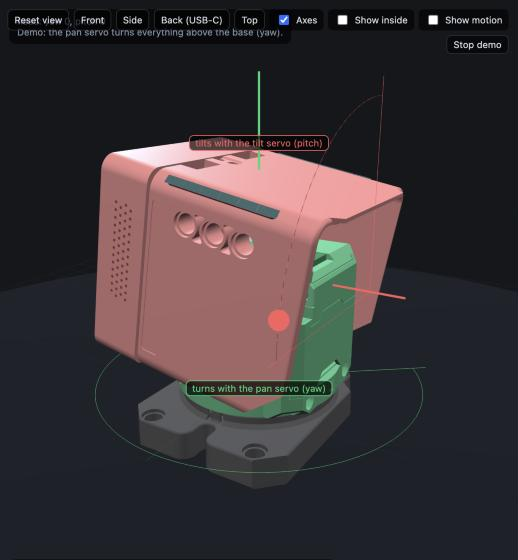 Reset view
Front
Side
Back (USB-C)
Top
Axes
Show inside
Show motion
Demo: the pan servo turns everything above the base (yaw).
Stop demo
tilts with the tilt servo (pitch)
turns with the pan servo (yaw)